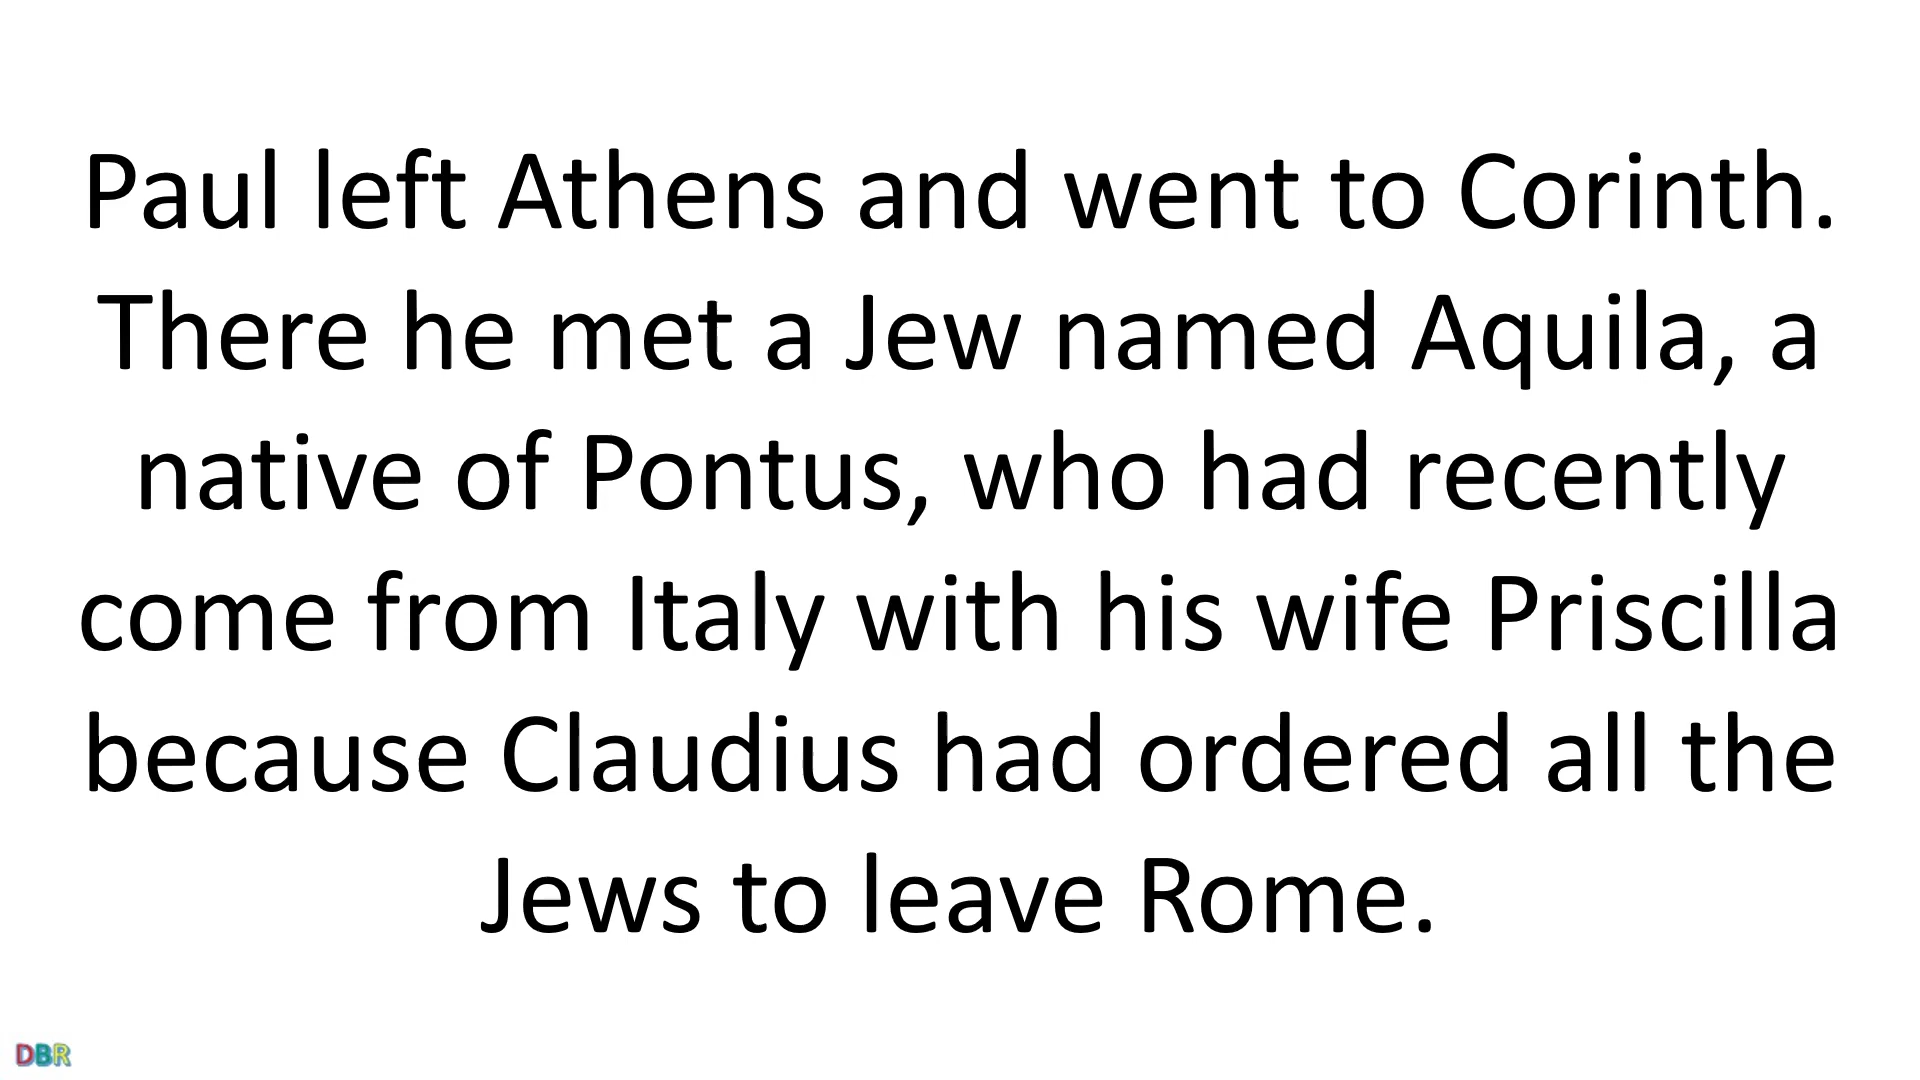 Paul left Athens and went to Corinth.
There he met a Jew named Aquila, a
native of Pontus, who had recently
come from Italy with his wife Priscilla
because Claudius had ordered all the
Jews to leave Rome.
DBR